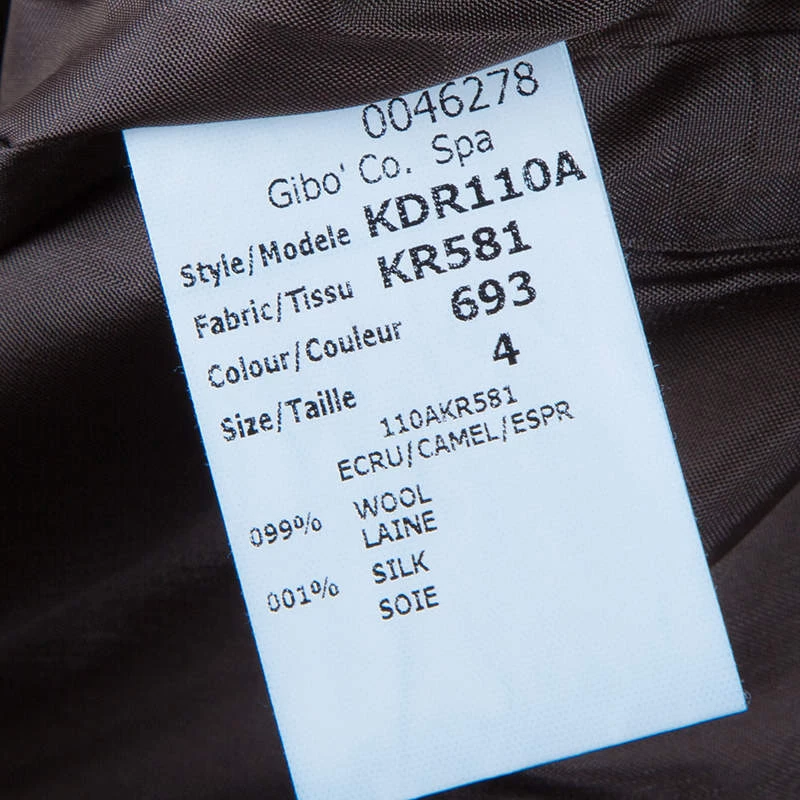 0046278
Gibo' Co. Spa
Style/Modele KDR110A
Fabric/Tissu KR581
Colour/Couleur 693
Size/Taille 4
110AKR581
ECRU/CAMEL/ESPR
099% WOOL
LAINE
001% SILK
SOIE